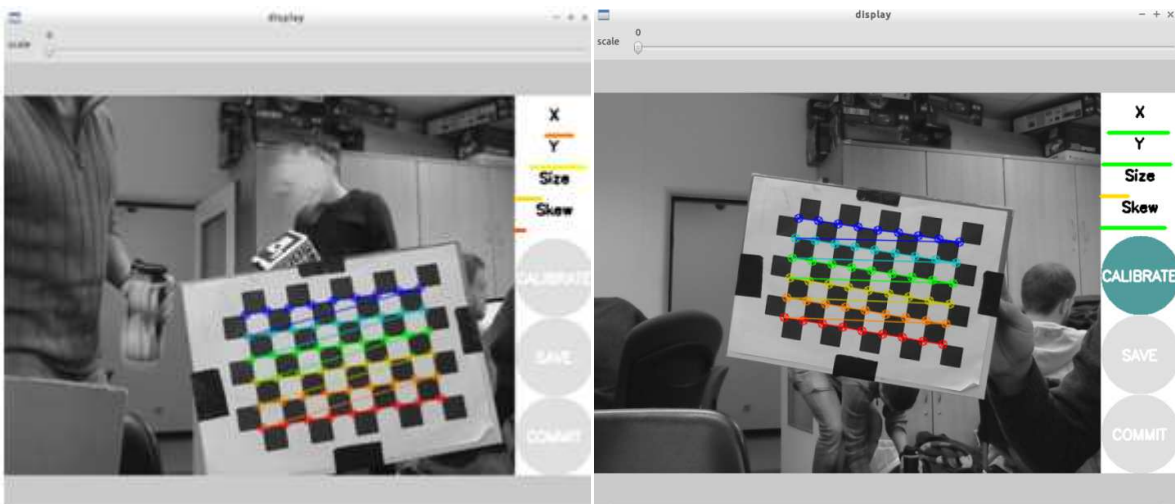 display
scale
0
X
Y
Size
Skew
CALIBRATE
SAVE
COMMIT
display
scale
0
X
Y
Size
Skew
CALIBRATE
SAVE
COMMIT